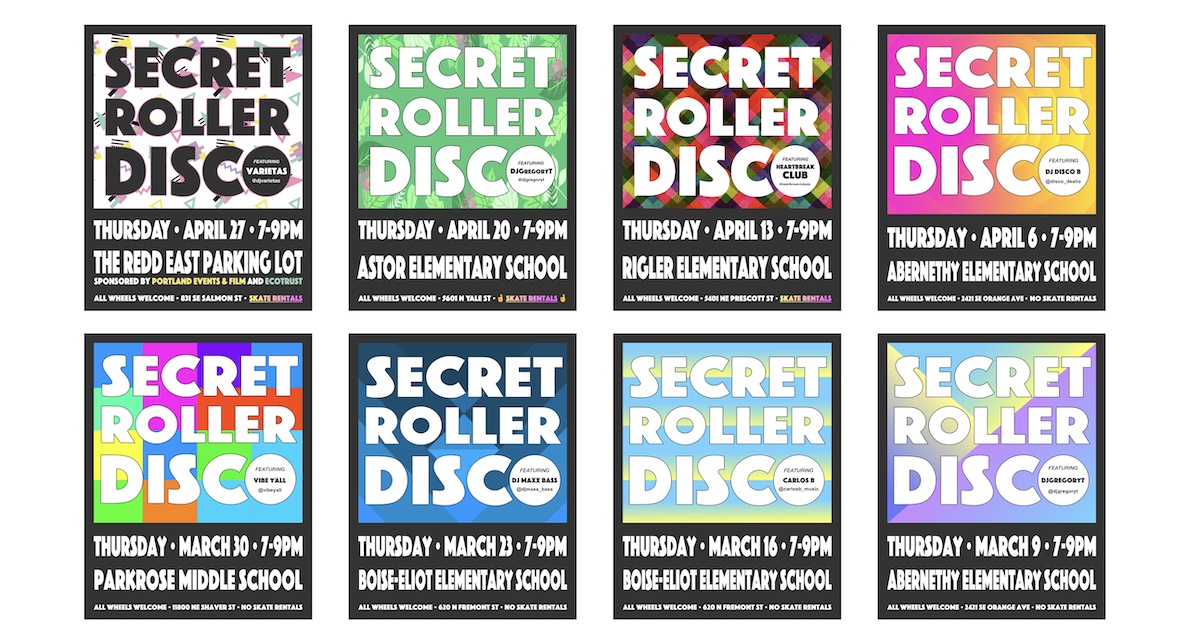 SECRET
ROLLER
DISCO
FEATURING
VARIETAS
@djvarietas
THURSDAY • APRIL 27 • 7-9PM
THE REDD EAST PARKING LOT
SPONSORED BY PORTLAND EVENTS & FILM AND ECOTRUST
ALL WHEELS WELCOME • 831 SE SALMON ST • SKATE RENTALS
SECRET
ROLLER
DISCO
FEATURING
DJGREGORYT
@djgregoryt
THURSDAY • APRIL 20 • 7-9PM
ASTOR ELEMENTARY SCHOOL
ALL WHEELS WELCOME • 5601 N YALE ST • ✌️ SKATE RENTALS ✌️
SECRET
ROLLER
DISCO
FEATURING
HEARTBREAK
CLUB
THURSDAY • APRIL 13 • 7-9PM
RIGLER ELEMENTARY SCHOOL
ALL WHEELS WELCOME • 5401 NE PRESCOTT ST • SKATE RENTALS
SECRET
ROLLER
DISCO
FEATURING
DJ DISCO B
@disco_dealio
THURSDAY • APRIL 6 • 7-9PM
ABERNETHY ELEMENTARY SCHOOL
ALL WHEELS WELCOME • 2421 SE ORANGE AVE • NO SKATE RENTALS
SECRET
ROLLER
DISCO
FEATURING
VIBE Y'ALL
@vibeyall
THURSDAY • MARCH 30 • 7-9PM
PARKROSE MIDDLE SCHOOL
ALL WHEELS WELCOME • 11800 NE SHAVER ST • NO SKATE RENTALS
SECRET
ROLLER
DISCO
FEATURING
DJ MAXX BASS
@djmaxx_bass
THURSDAY • MARCH 23 • 7-9PM
BOISE-ELIOT ELEMENTARY SCHOOL
ALL WHEELS WELCOME • 620 N FREMONT ST • NO SKATE RENTALS
SECRET
ROLLER
DISCO
FEATURING
CARLOS B
@carlosb_music
THURSDAY • MARCH 16 • 7-9PM
BOISE-ELIOT ELEMENTARY SCHOOL
ALL WHEELS WELCOME • 620 N FREMONT ST • NO SKATE RENTALS
SECRET
ROLLER
DISCO
FEATURING
DJGREGORYT
@djgregoryt
THURSDAY • MARCH 9 • 7-9PM
ABERNETHY ELEMENTARY SCHOOL
ALL WHEELS WELCOME • 2421 SE ORANGE AVE • NO SKATE RENTALS